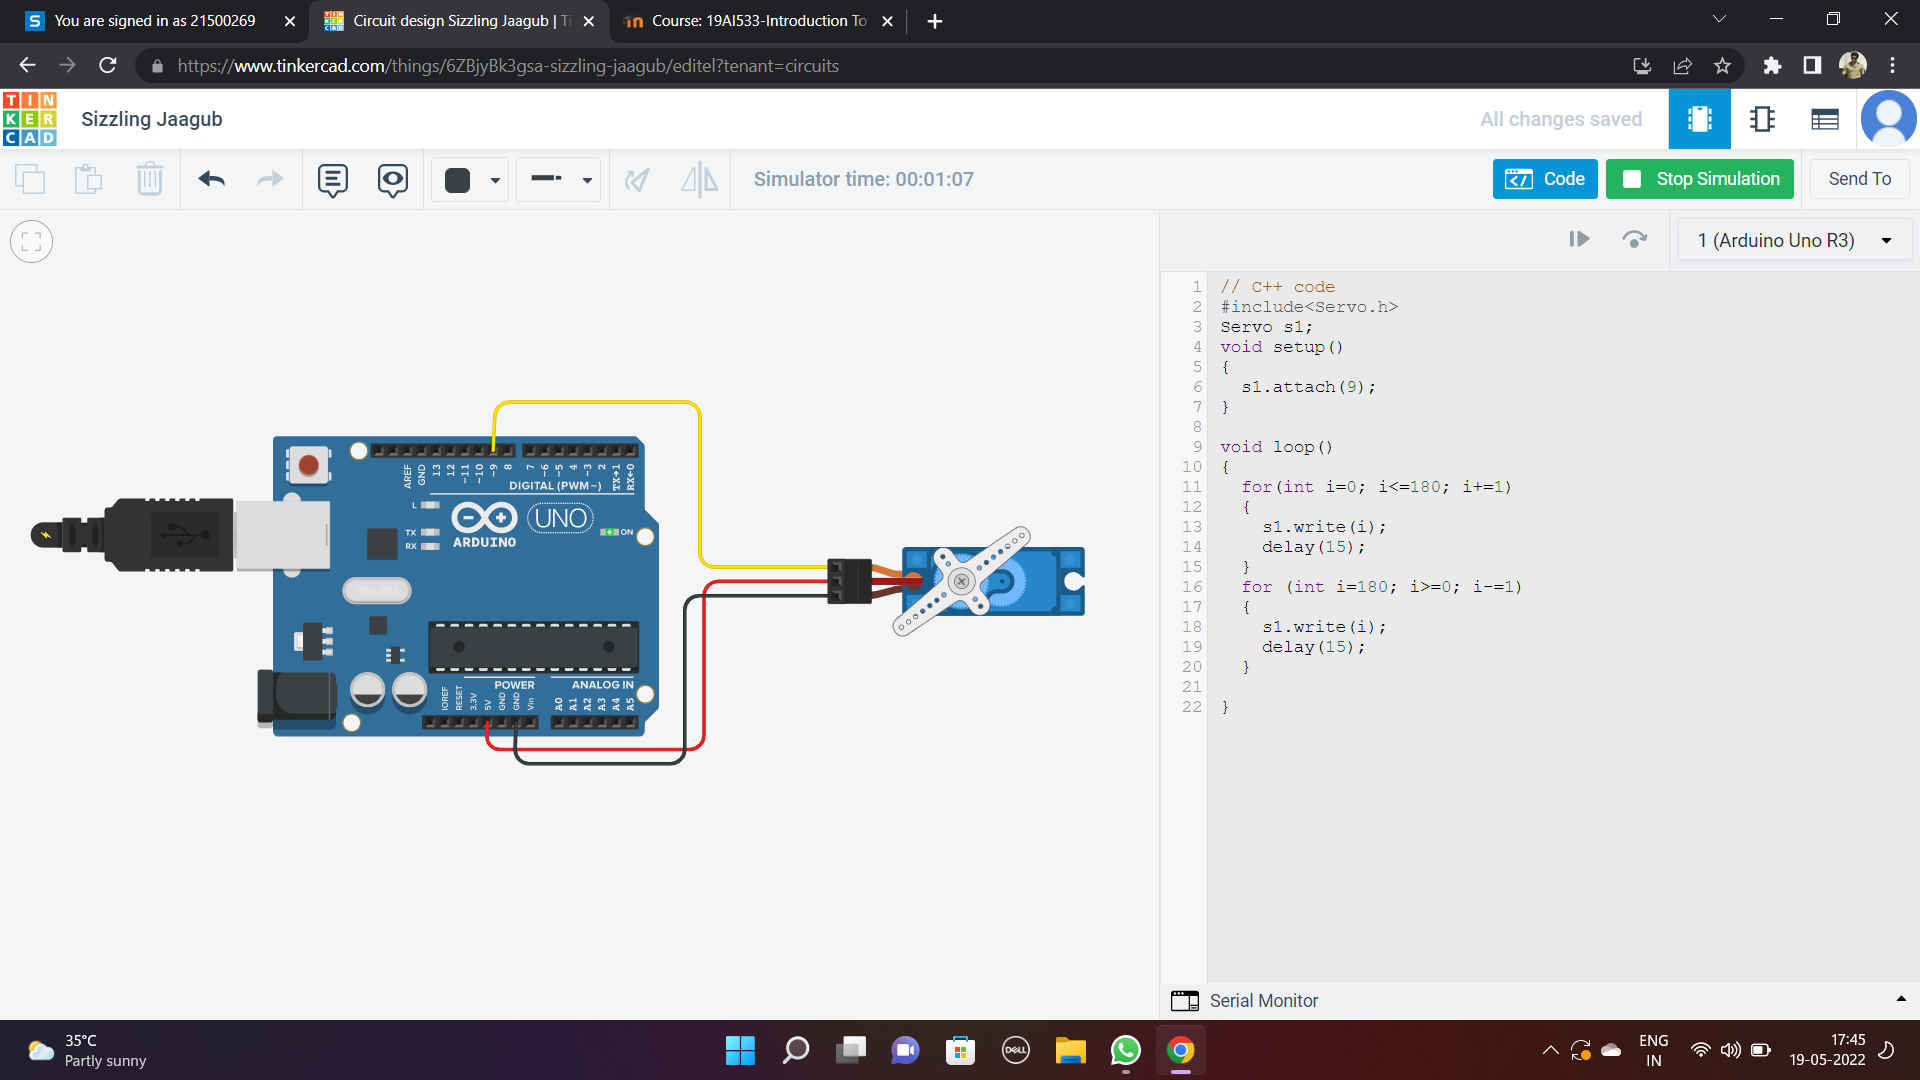 You are signed in as 21500269
Circuit design Sizzling Jaagub | Ti
Course: 19AI533-Introduction To
https://www.tinkercad.com/things/6ZBjyBk3gsa-sizzling-jaagub/editel?tenant=circuits
TINKERCAD
Sizzling Jaagub
All changes saved
Simulator time: 00:01:07
Code
Stop Simulation
Send To
1 (Arduino Uno R3)
1 // C++ code
2 #include<Servo.h>
3 Servo s1;
4 void setup()
5 {
6 s1.attach(9);
7 }
8
9 void loop()
10 {
11 for(int i=0; i<=180; i+=1)
12 {
13 s1.write(i);
14 delay(15);
15 }
16 for (int i=180; i>=0; i-=1)
17 {
18 s1.write(i);
19 delay(15);
20 }
21
22 }
AREF GND 13 12 ~11 ~10 ~9 8 7 ~6 ~5 4 ~3 2 TX→1 RX←0
DIGITAL (PWM~)
L
TX
RX
UNO
ARDUINO
ON
POWER
ANALOG IN
IOREF RESET 3.3V 5V GND GND Vin A0 A1 A2 A3 A4 A5
Serial Monitor
35°C
Partly sunny
DELL
ENG
IN
17:45
19-05-2022